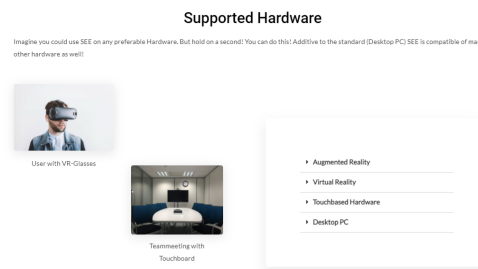 Supported Hardware
Imagine you could use SEE on any preferable Hardware. But hold on a second! You can do this! Additive to the standard (Desktop PC) SEE is compatible of
other hardware as well!
User with VR-Glasses
Teammeeting with
Touchboard
Augmented Reality
Virtual Reality
Touchbased Hardware
Desktop PC